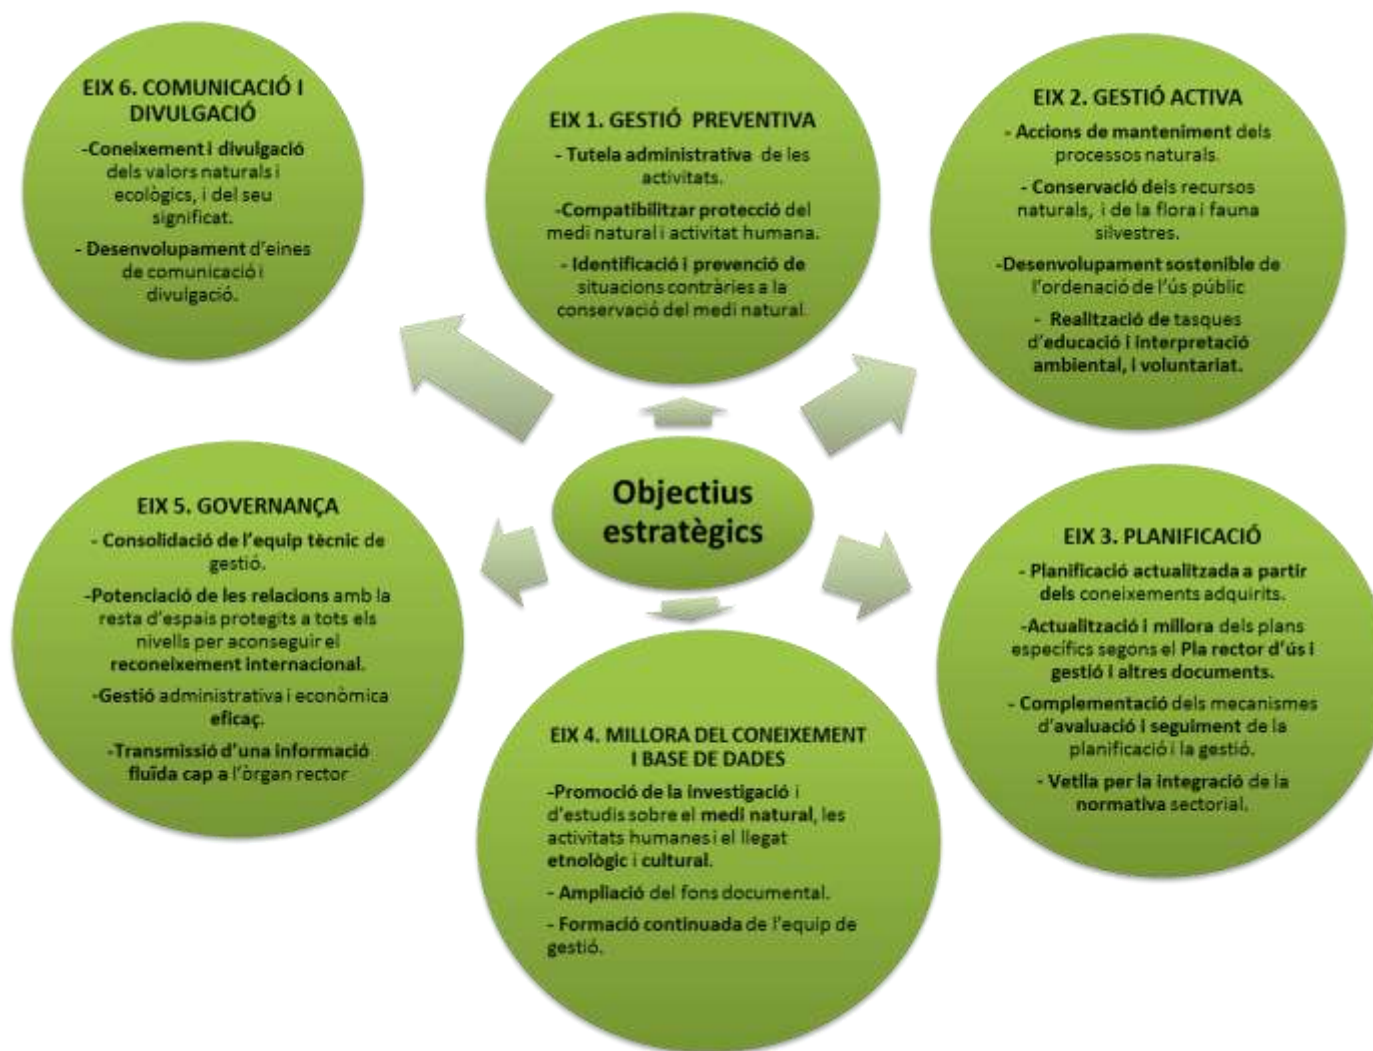 EIX 6. COMUNICACIÓ I
DIVULGACIÓ
-Coneixement i divulgació
dels valors naturals i
ecològics, i del seu
significat.
- Desenvolupament d'eines
de comunicació i
divulgació.
EIX 1. GESTIÓ PREVENTIVA
- Tutela administrativa de les
activitats.
-Compatibilitzar protecció del
medi natural i activitat humana.
- Identificació i prevenció de
situacions contràries a la
conservació del medi natural.
EIX 2. GESTIÓ ACTIVA
- Accions de manteniment dels
processos naturals.
- Conservació dels recursos
naturals, i de la flora i fauna
silvestres.
-Desenvolupament sostenible de
l'ordenació de l'ús públic
- Realització de tasques
d'educació i interpretació
ambiental, i voluntariat.
Objectius
estratègics
EIX 5. GOVERNANÇA
- Consolidació de l'equip tècnic de
gestió.
-Potenciació de les relacions amb la
resta d'espais protegits a tots els
nivells per aconseguir el
reconeixement internacional.
-Gestió administrativa i econòmica
eficaç.
-Transmissió d'una informació
fluïda cap a l'òrgan rector
EIX 3. PLANIFICACIÓ
- Planificació actualitzada a partir
dels coneixements adquirits.
-Actualització i millora dels plans
específics segons el Pla rector d'ús i
gestió i altres documents.
- Complementació dels mecanismes
d'avaluació i seguiment de la
planificació i la gestió.
- Vetlla per la integració de la
normativa sectorial.
EIX 4. MILLORA DEL CONEIXEMENT
I BASE DE DADES
-Promoció de la investigació i
d'estudis sobre el medi natural, les
activitats humanes i el llegat
etnològic i cultural.
- Ampliació del fons documental.
- Formació continuada de l'equip de
gestió.